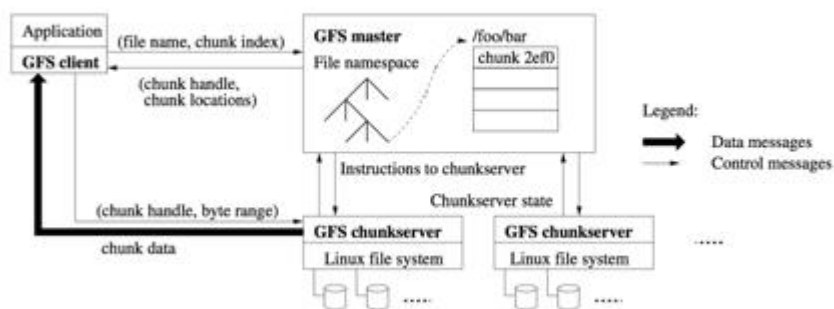 Application
GFS client
(file name, chunk index)
(chunk handle,
chunk locations)
GFS master
File namespace
/foo/bar
chunk 2ef0
Legend:
Data messages
Control messages
Instructions to chunkserver
Chunkserver state
(chunk handle, byte range)
chunk data
GFS chunkserver
Linux file system
GFS chunkserver
Linux file system